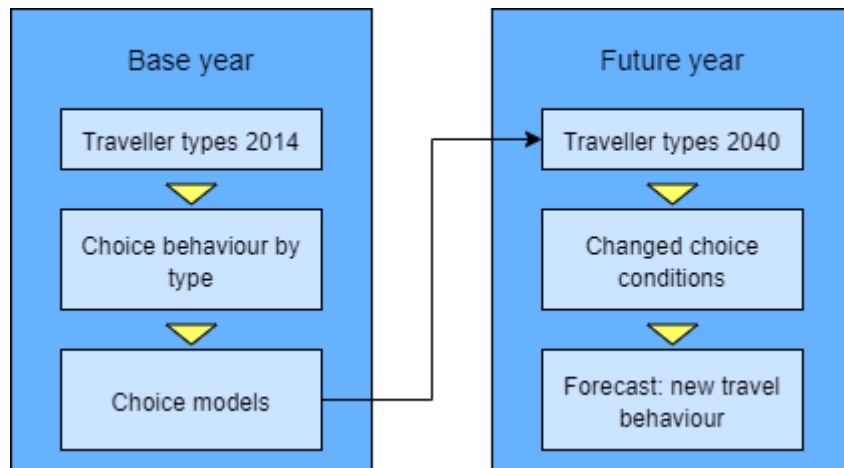 Base year
Traveller types 2014
Choice behaviour by
type
Choice models
Future year
Traveller types 2040
Changed choice
conditions
Forecast: new travel
behaviour